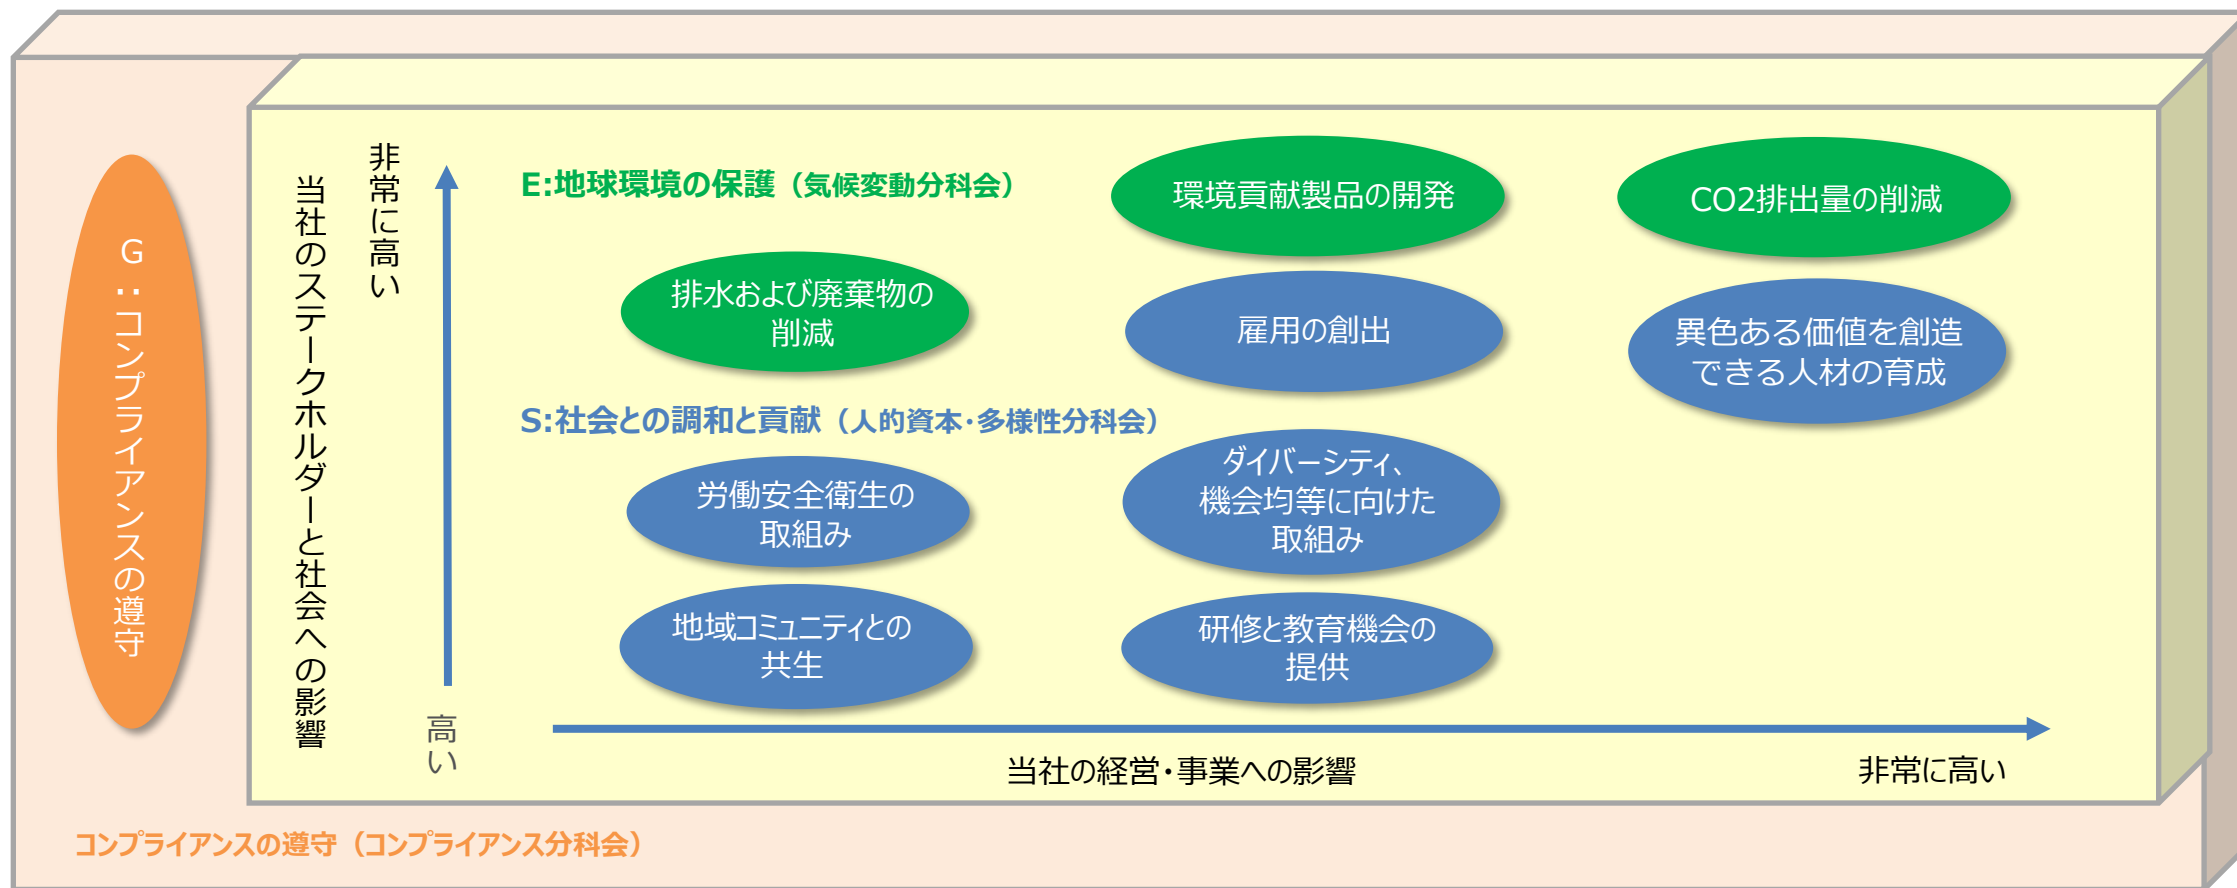 G：コンプライアンスの遵守
当社のステークホルダーと社会への影響
非常に高い
高い
E:地球環境の保護（気候変動分科会）
環境貢献製品の開発
CO2排出量の削減
排水および廃棄物の
削減
雇用の創出
異色ある価値を創造
できる人材の育成
S:社会との調和と貢献（人的資本・多様性分科会）
労働安全衛生の
取組み
ダイバーシティ、
機会均等に向けた
取組み
地域コミュニティとの
共生
研修と教育機会の
提供
当社の経営・事業への影響
非常に高い
コンプライアンスの遵守（コンプライアンス分科会）